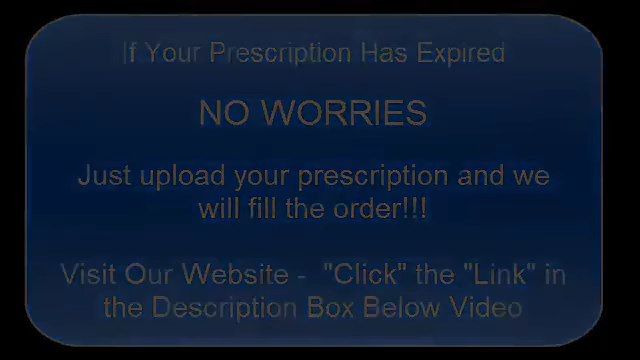 If Your Prescription Has Expired
NO WORRIES
Just upload your prescription and we
will fill the order!!!
Visit Our Website - "Click" the "Link" in
the Description Box Below Video